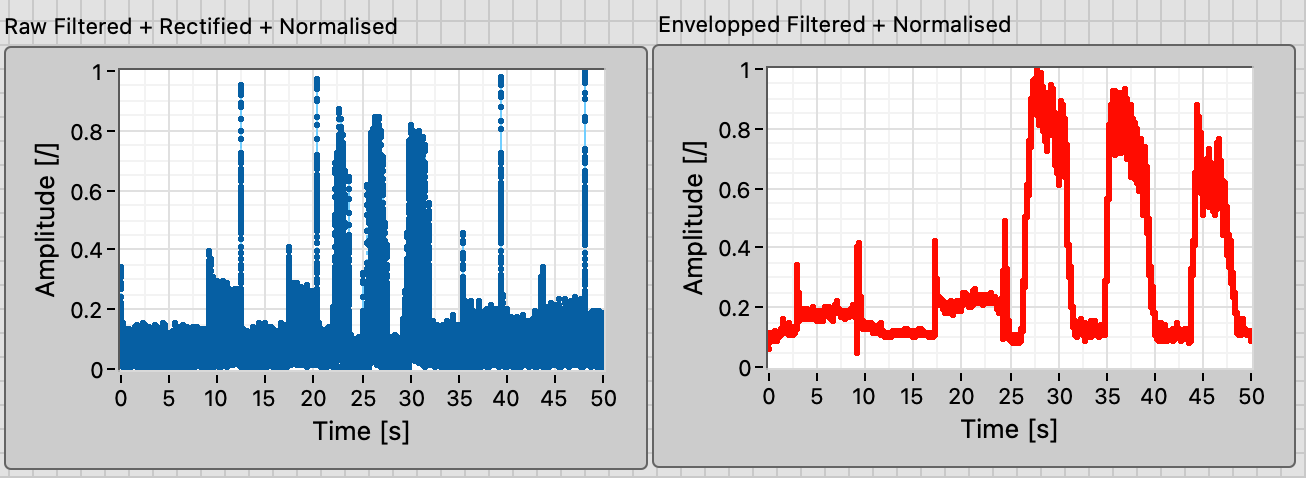 Raw Filtered + Rectified + Normalised
Envelopped Filtered + Normalised
Amplitude [/]
1
0.8
0.6
0.4
0.2
0
0 5 10 15 20 25 30 35 40 45 50
Time [s]
Amplitude [/]
1
0.8
0.6
0.4
0.2
0
0 5 10 15 20 25 30 35 40 45 50
Time [s]